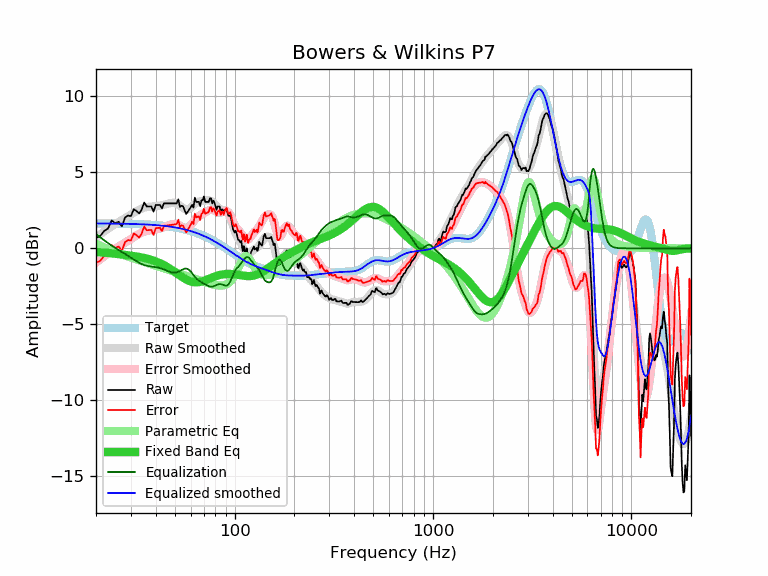 Bowers & Wilkins P7
Amplitude (dBr)
10
5
0
−5
−10
−15
Target
Raw Smoothed
Error Smoothed
Raw
Error
Parametric Eq
Fixed Band Eq
Equalization
Equalized smoothed
100
1000
10000
Frequency (Hz)